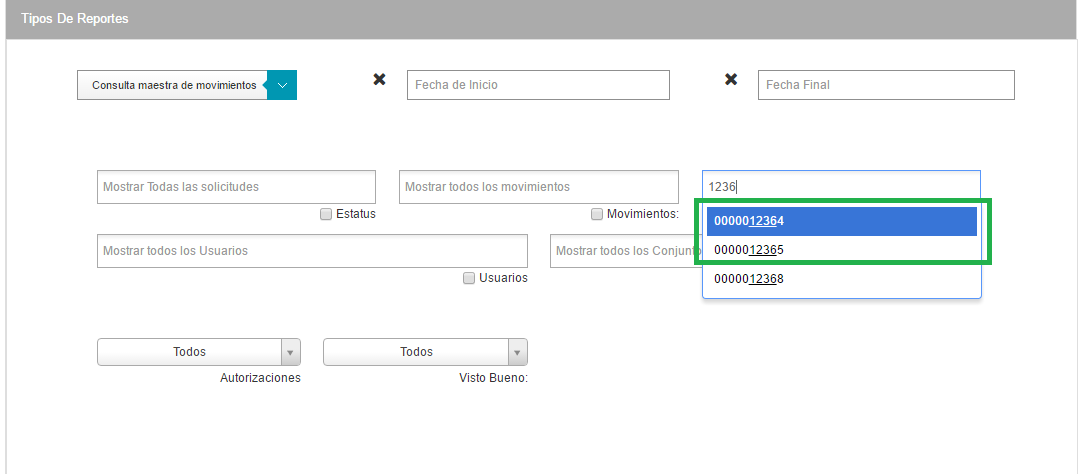 Tipos De Reportes
Consulta maestra de movimientos
Fecha de Inicio
Fecha Final
Mostrar Todas las solicitudes
Mostrar todos los movimientos
1236
Estatus
Movimientos:
0000012364
0000012365
0000012368
Mostrar todos los Usuarios
Mostrar todos los Conjunto
Usuarios
Todos
Todos
Autorizaciones
Visto Bueno: